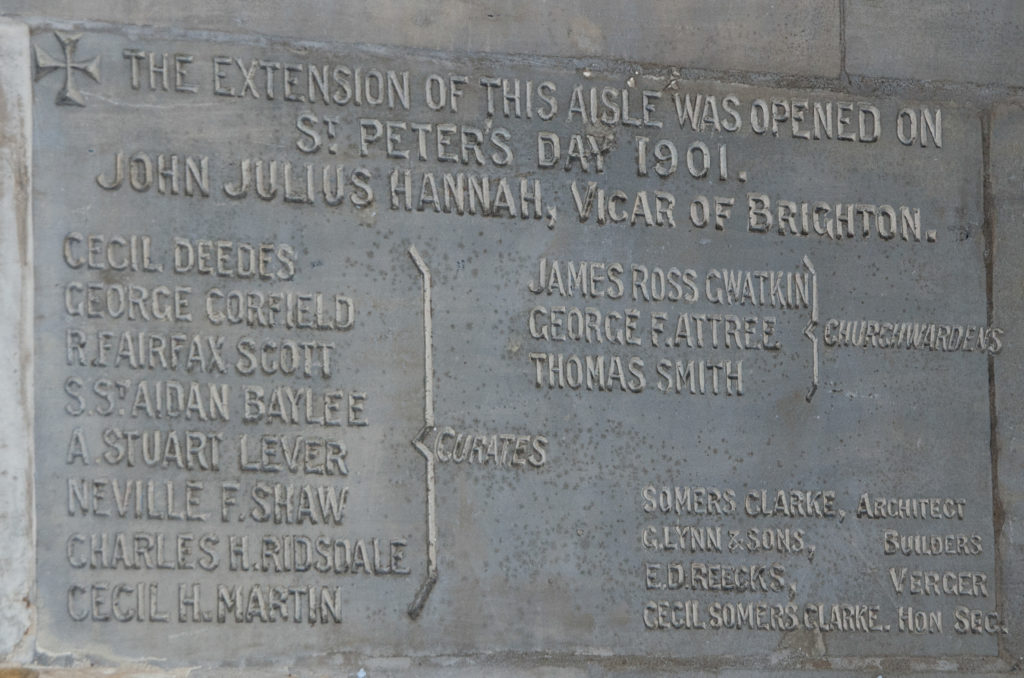 THE EXTENSION OF THIS AISLE WAS OPENED ON
ST PETER'S DAY 1901.
JOHN JULIUS HANNAH, VICAR OF BRIGHTON.
CECIL DEEDES
GEORGE CORFIELD
R. FAIRFAX SCOTT
S. ST AIDAN BAYLEE
A. STUART LEVER
NEVILLE F. SHAW
CHARLES H. RIDSDALE
CECIL H. MARTIN
CURATES
JAMES ROSS GWATKIN
GEORGE F. ATTREE
THOMAS SMITH
CHURCHWARDENS
SOMERS CLARKE, ARCHITECT
G. LYNN & SONS, BUILDERS
E. D. REECKS, VERGER
CECIL SOMERS CLARKE. HON SEC.